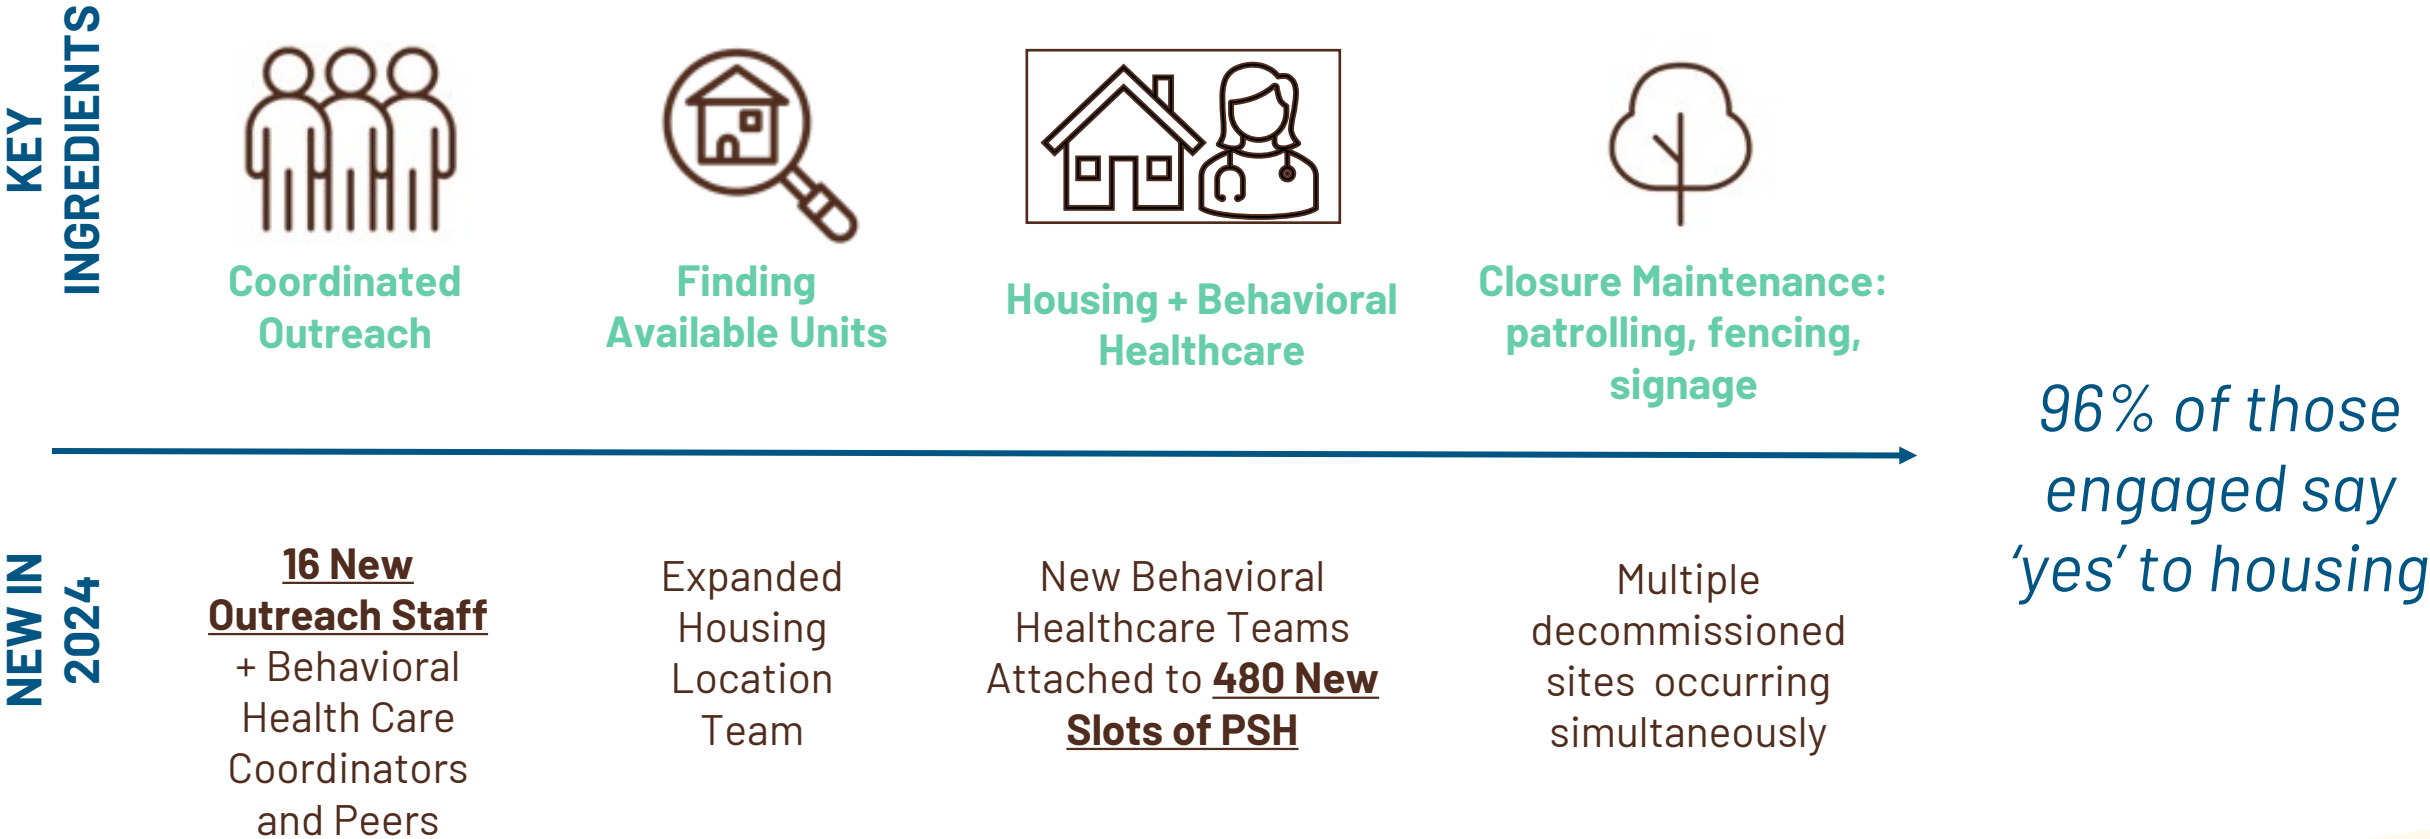 KEY
INGREDIENTS
Coordinated
Outreach
Finding
Available Units
Housing + Behavioral
Healthcare
Closure Maintenance:
patrolling, fencing,
signage
NEW IN
2024
16 New
Outreach Staff
+ Behavioral
Health Care
Coordinators
and Peers
Expanded
Housing
Location
Team
New Behavioral
Healthcare Teams
Attached to 480 New
Slots of PSH
Multiple
decommissioned
sites occurring
simultaneously
96% of those
engaged say
‘yes’ to housing